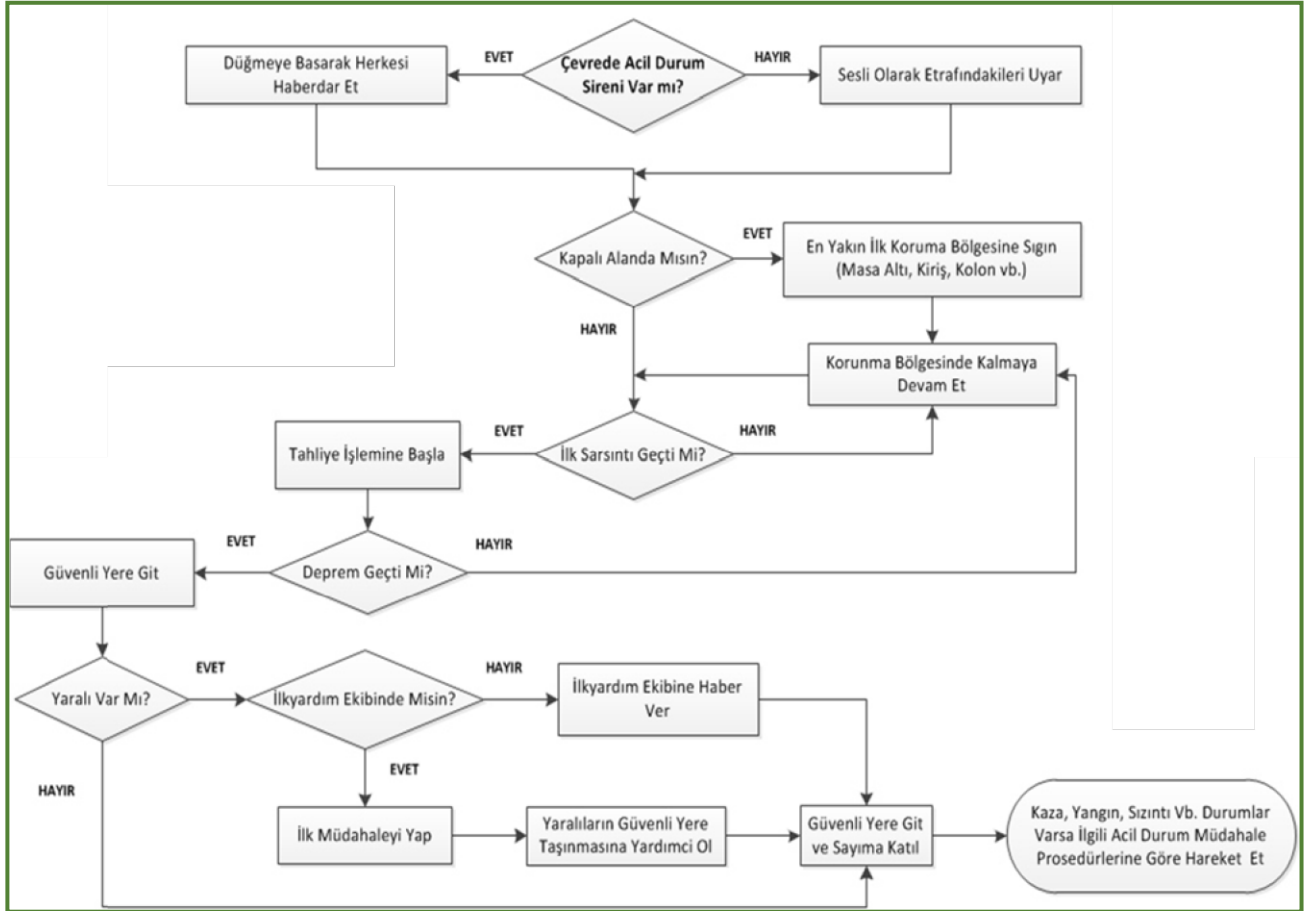 Çevrede Acil Durum
Sireni Var mı?
EVET
HAYIR
Düğmeye Basarak Herkesi
Haberdar Et
Sesli Olarak Etrafındakileri Uyar
Kapalı Alanda Mısın?
EVET
En Yakın İlk Koruma Bölgesine Sıgın
(Masa Altı, Kiriş, Kolon vb.)
HAYIR
Korunma Bölgesinde Kalmaya
Devam Et
İlk Sarsıntı Geçti Mi?
EVET
HAYIR
Tahliye İşlemine Başla
Deprem Geçti Mi?
EVET
HAYIR
Güvenli Yere Git
Yaralı Var Mı?
EVET
HAYIR
İlkyardım Ekibinde Misin?
HAYIR
İlkyardım Ekibine Haber
Ver
EVET
İlk Müdahaleyi Yap
Yaralıların Güvenli Yere
Taşınmasına Yardımci Ol
Güvenli Yere Git
ve Sayıma Katıl
Kaza, Yangın, Sızıntı Vb. Durumlar
Varsa İlgili Acil Durum Müdahale
Prosedürlerine Göre Hareket Et